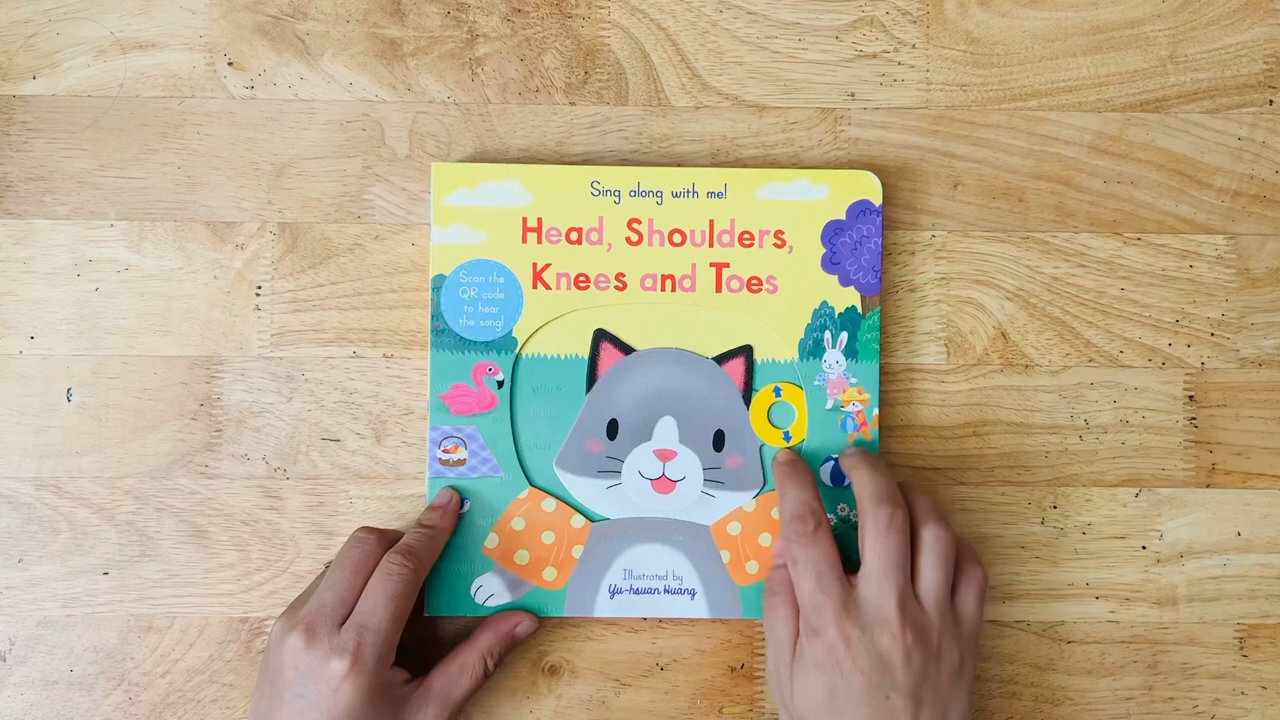 Sing along with me!
Head, Shoulders,
Knees and Toes
Scan the
QR code
to hear
the song!
Illustrated by
Yu-hsuan Huang